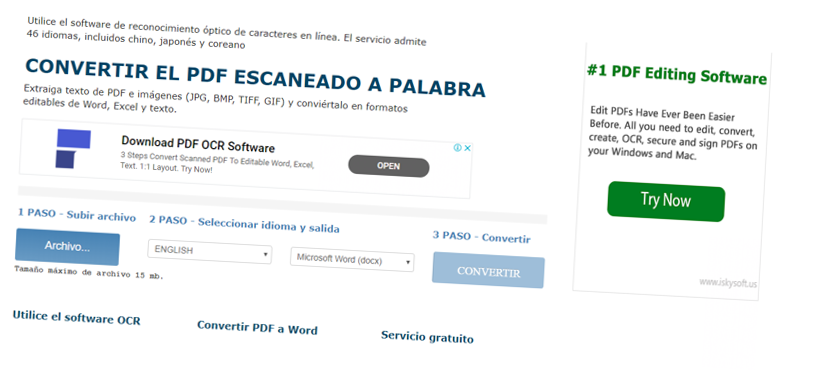 Utilice el software de reconocimiento óptico de caracteres en línea. El servicio admite
46 idiomas, incluidos chino, japonés y coreano
CONVERTIR EL PDF ESCANEADO A PALABRA
Extraiga texto de PDF e imágenes (JPG, BMP, TIFF, GIF) y conviértalo en formatos
editables de Word, Excel y texto.
Download PDF OCR Software
3 Steps Convert Scanned PDF To Editable Word, Excel,
Text. 1:1 Layout. Try Now!
OPEN
1 PASO - Subir archivo
2 PASO - Seleccionar idioma y salida
3 PASO - Convertir
Archivo...
ENGLISH
Microsoft Word (docx)
CONVERTIR
Tamaño máximo de archivo 15 mb.
Utilice el software OCR
Convertir PDF a Word
Servicio gratuito
#1 PDF Editing Software
Edit PDFs Have Ever Been Easier
Before. All you need to edit, convert,
create, OCR, secure and sign PDFs on
your Windows and Mac.
Try Now
www.iskysoft.us